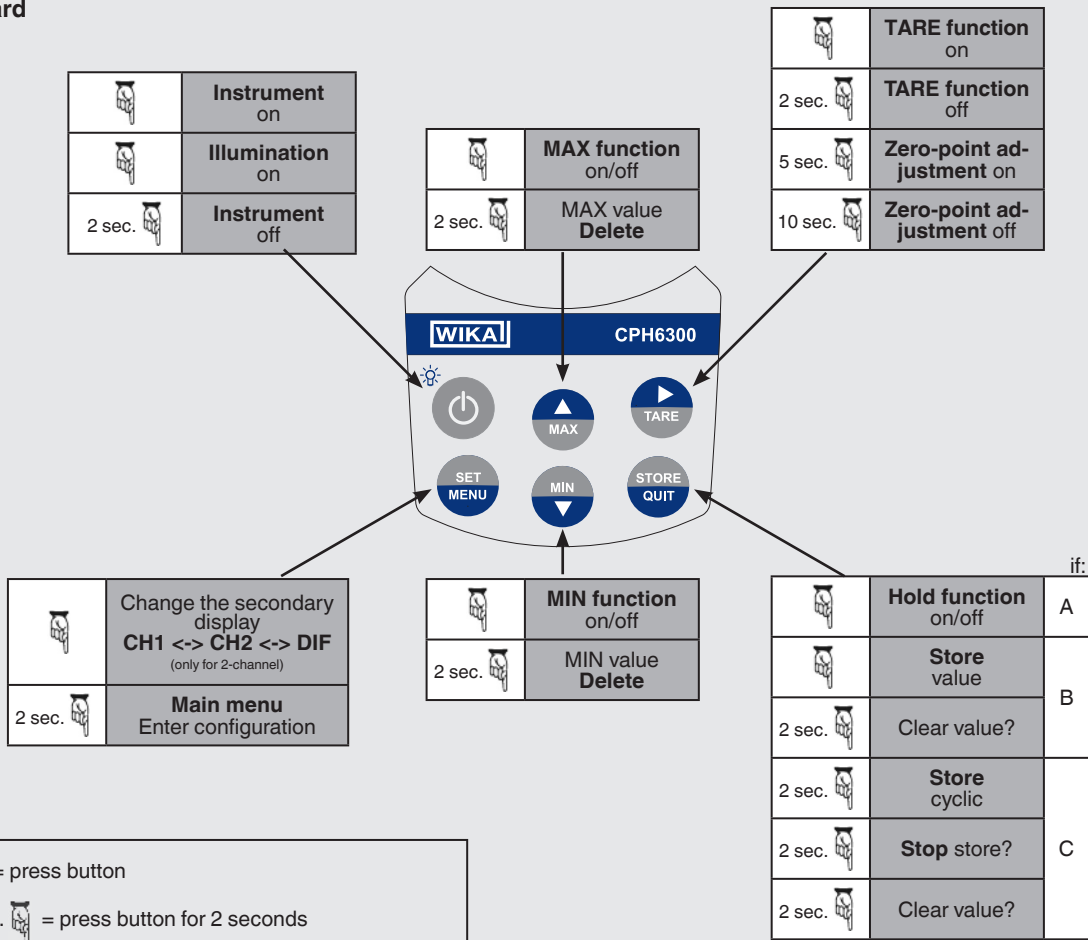 TARE function
on
2 sec.
TARE function
off
5 sec.
Zero-point ad-
justment on
10 sec.
Zero-point ad-
justment off
Instrument
on
Illumination
on
2 sec.
Instrument
off
MAX function
on/off
2 sec.
MAX value
Delete
WIKAI
CPH6300
MAX
TARE
SET
MENU
MIN
STORE
QUIT
Change the secondary
display
CH1 <-> CH2 <-> DIF
(only for 2-channel)
2 sec.
Main menu
Enter configuration
MIN function
on/off
2 sec.
MIN value
Delete
if:
Hold function
on/off
A
Store
value
B
2 sec.
Clear value?
2 sec.
Store
cyclic
2 sec.
Stop store?
C
2 sec.
Clear value?
= press button
= press button for 2 seconds